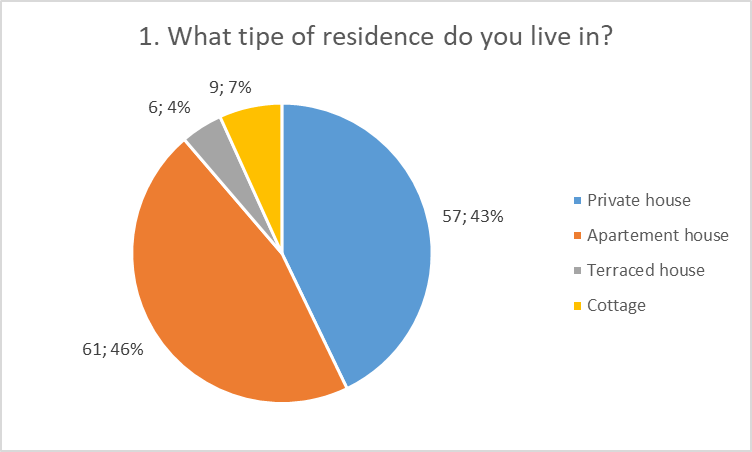 1. What tipe of residence do you live in?
9; 7%
6; 4%
57; 43%
61; 46%
Private house
Apartement house
Terraced house
Cottage